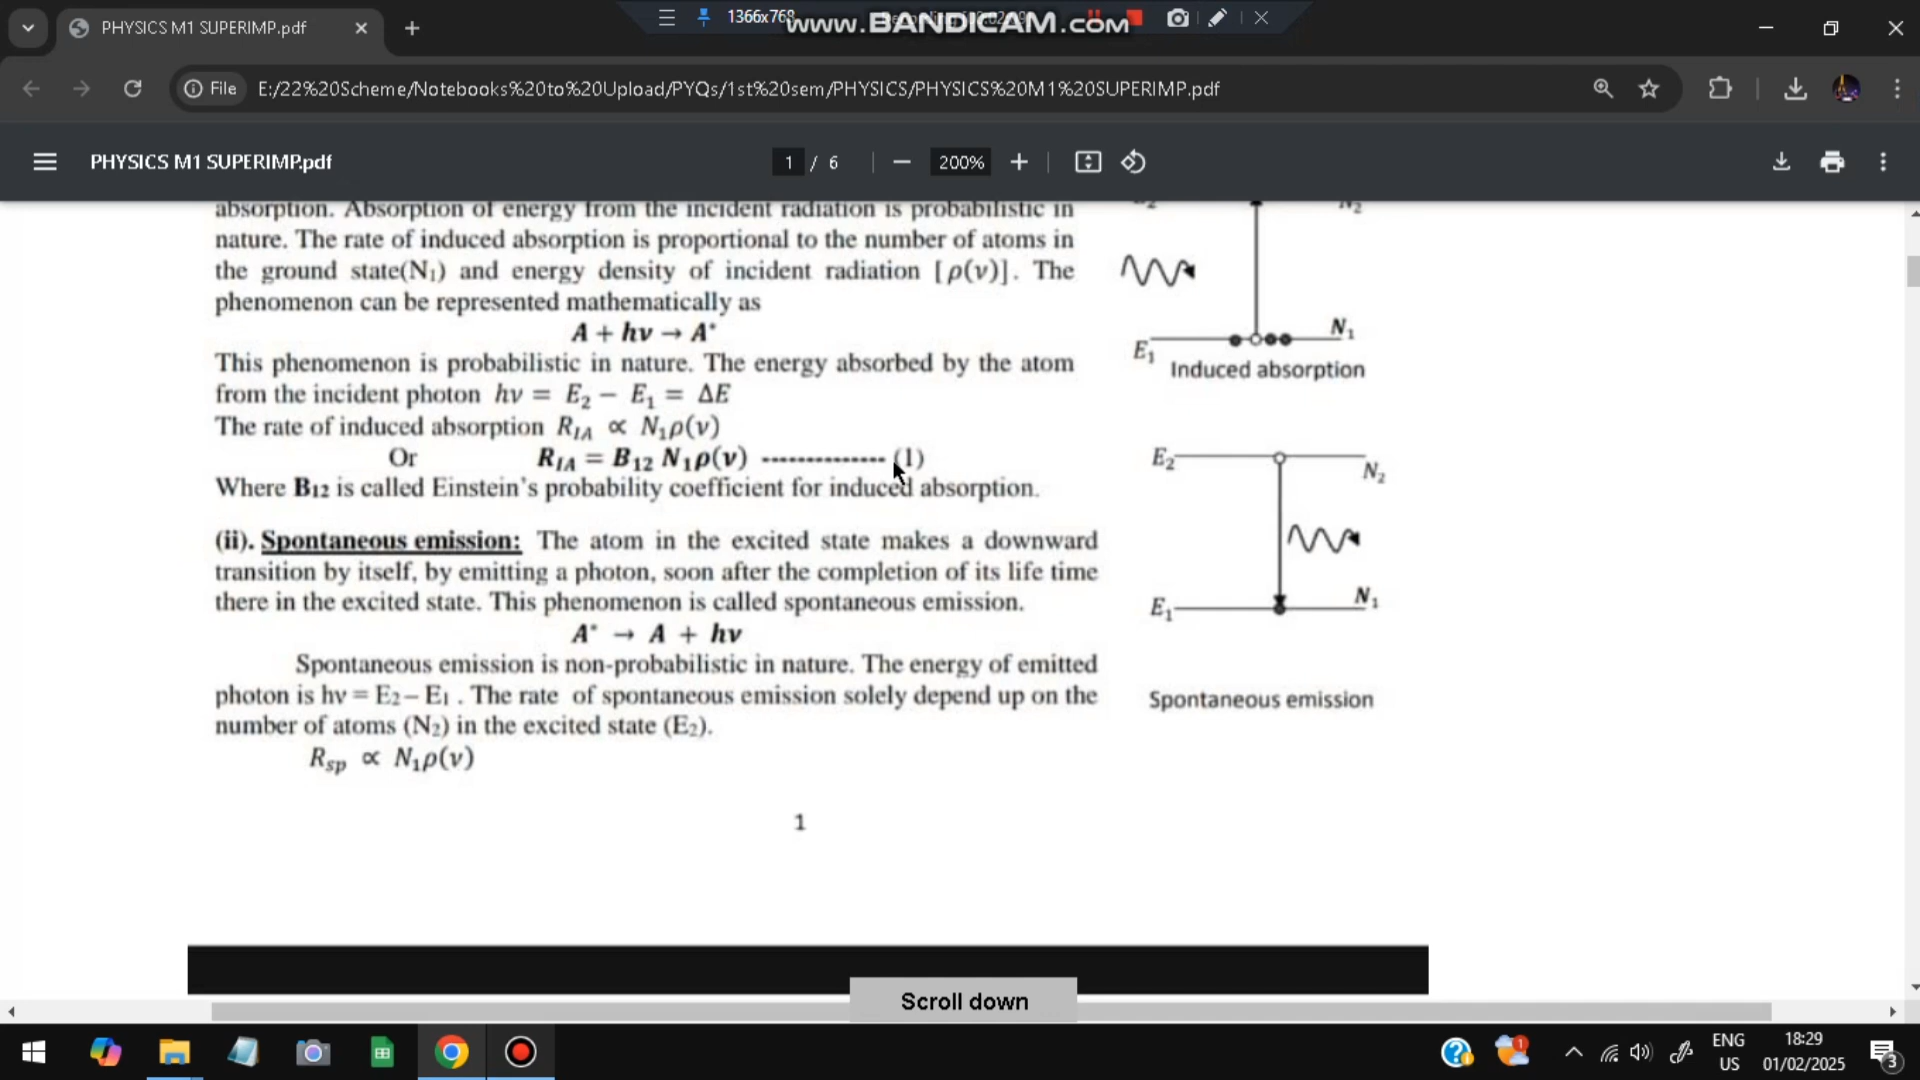 PHYSICS M1 SUPERIMP.pdf
1366x768
www.BANDICAM.com
File
E:/22%20Scheme/Notebooks%20to%20Upload/PYQs/1st%20sem/PHYSICS/PHYSICS%20M1%20SUPERIMP.pdf
PHYSICS M1 SUPERIMP.pdf
1 / 6
200%
absorption. Absorption of energy from the incident radiation is probabilistic in
nature. The rate of induced absorption is proportional to the number of atoms in
the ground state(N₁) and energy density of incident radiation [ρ(ν)]. The
phenomenon can be represented mathematically as
A + hν → A*
This phenomenon is probabilistic in nature. The energy absorbed by the atom
from the incident photon hν = E₂ − E₁ = ΔE
The rate of induced absorption R_IA ∝ N₁ρ(ν)
Or R_IA = B₁₂ N₁ρ(ν) -------------- (1)
Where B₁₂ is called Einstein's probability coefficient for induced absorption.
E₂ N₂
N₁
E₁
Induced absorption
(ii). Spontaneous emission: The atom in the excited state makes a downward
transition by itself, by emitting a photon, soon after the completion of its life time
there in the excited state. This phenomenon is called spontaneous emission.
A* → A + hν
Spontaneous emission is non-probabilistic in nature. The energy of emitted
photon is hν = E₂ – E₁ . The rate of spontaneous emission solely depend up on the
number of atoms (N₂) in the excited state (E₂).
R_sp ∝ N₁ρ(ν)
E₂ N₂
E₁ N₁
Spontaneous emission
1
Scroll down
ENG
US
18:29
01/02/2025
3